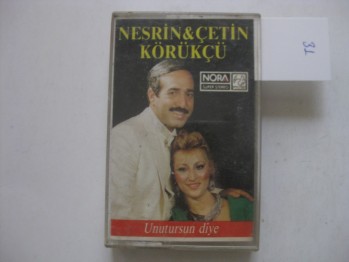 NESRİN&ÇETİN
KÖRÜKÇÜ
NORA
Unutursun diye